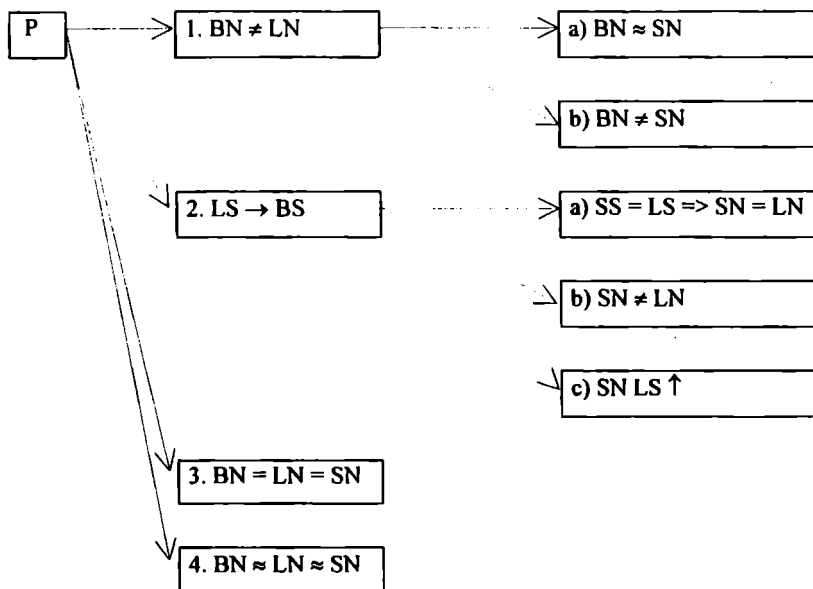 P
1. BN ≠ LN
a) BN ≈ SN
b) BN ≠ SN
2. LS → BS
a) SS = LS => SN = LN
b) SN ≠ LN
c) SN LS ↑
3. BN = LN = SN
4. BN ≈ LN ≈ SN